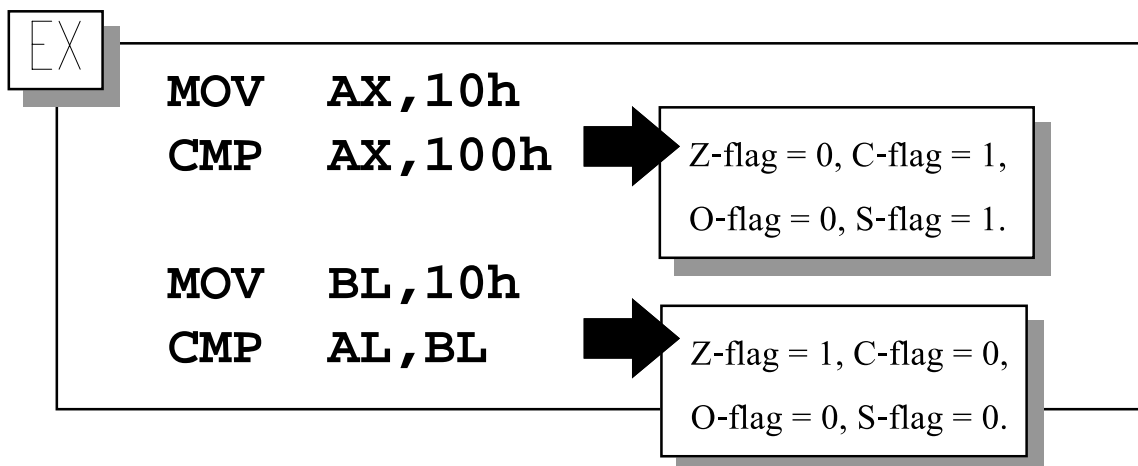 EX
MOV AX,10h
CMP AX,100h
Z-flag = 0, C-flag = 1,
O-flag = 0, S-flag = 1.
MOV BL,10h
CMP AL,BL
Z-flag = 1, C-flag = 0,
O-flag = 0, S-flag = 0.